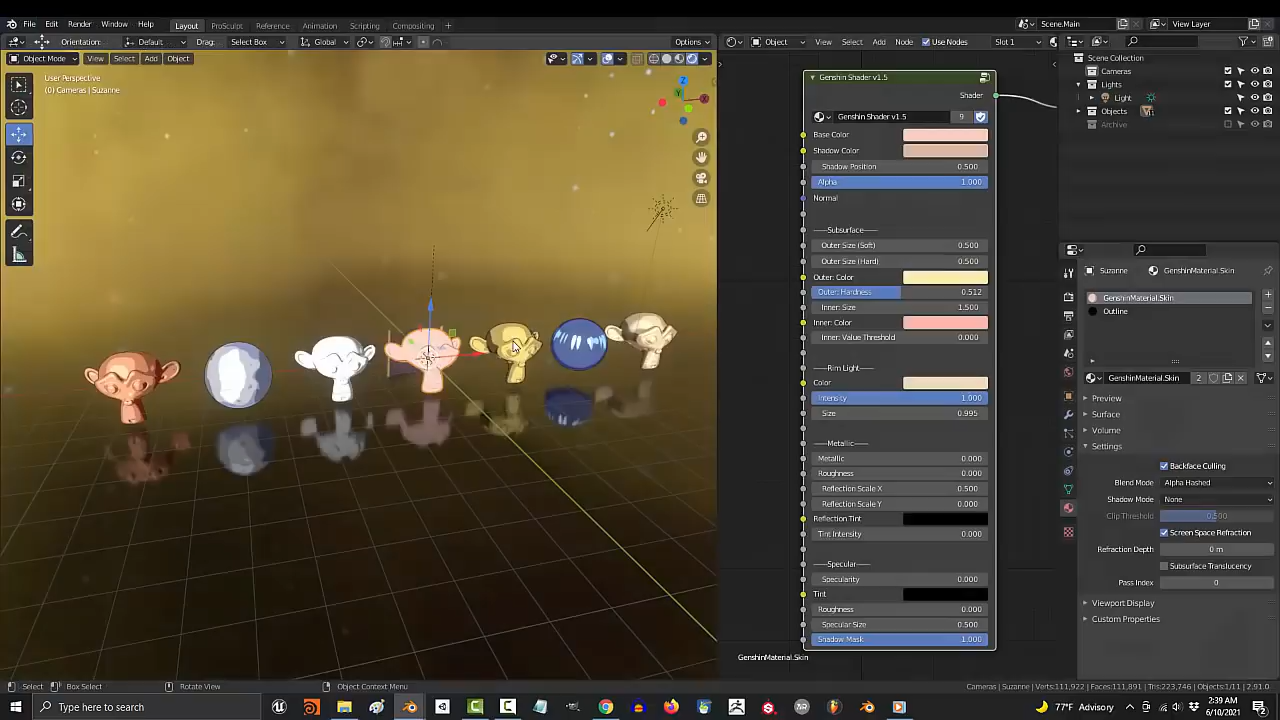 File Edit Render Window Help Layout ProSculpt Reference Animation Scripting Compositing + Scene.Main View Layer
Orientation: Default Drag: Select Box Global Options Object View Select Add Node Use Nodes Slot 1
Object Mode View Select Add Object
User Perspective
(0) Cameras | Suzanne
Z
Y
X
Genshin Shader v1.5
Shader
Genshin Shader v1.5 9
Base Color
Shadow Color
Shadow Position 0.500
Alpha 1.000
Normal
──Subsurface──
Outer Size (Soft) 0.500
Outer Size (Hard) 0.500
Outer: Color
Outer: Hardness 0.512
Inner: Size 1.500
Inner: Color
Inner: Value Threshold 0.000
──Rim Light──
Color
Intensity 1.000
Size 0.995
──Metallic──
Metallic 0.000
Roughness 0.000
Reflection Scale X 0.500
Reflection Scale Y 0.000
Reflection Tint
Tint Intensity 0.000
──Specular──
Specularity 0.000
Tint
Roughness 0.000
Specular Size 0.500
Shadow Mask 1.000
GenshinMaterial.Skin
Scene Collection
Cameras
Lights
Light
Objects 11
Archive
Suzanne GenshinMaterial.Skin
GenshinMaterial.Skin
Outline
GenshinMaterial.Skin 2
Preview
Surface
Volume
Settings
Backface Culling
Blend Mode Alpha Hashed
Shadow Mode None
Clip Threshold 0.500
Screen Space Refraction
Refraction Depth 0 m
Subsurface Translucency
Pass Index 0
Viewport Display
Custom Properties
Select Box Select Rotate View Object Context Menu Cameras | Suzanne | Verts:111,922 | Faces:111,891 | Tris:223,746 | Objects:1/11 | 2.91.0
Type here to search 77°F Advisory 2:39 AM
6/10/2021